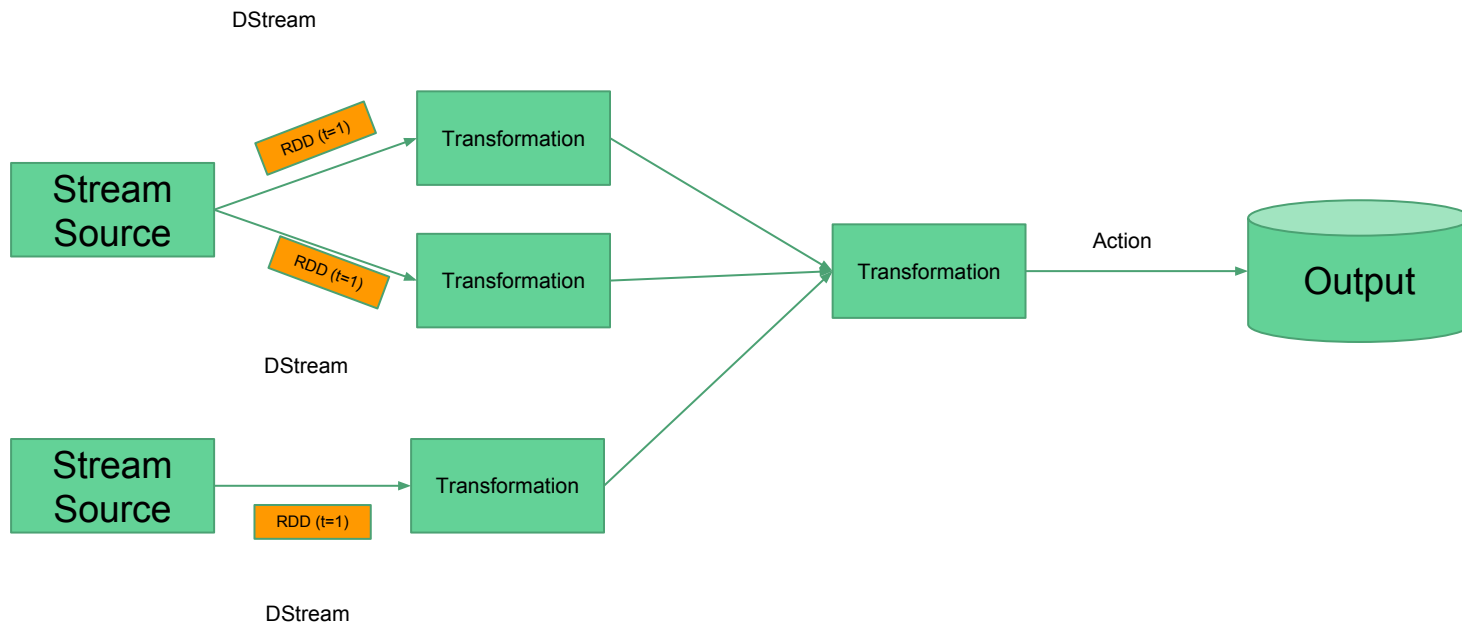 DStream
RDD (t=1)
Transformation
Stream
Source
RDD (t=1)
Transformation
Transformation
Action
Output
DStream
Stream
Source
RDD (t=1)
Transformation
DStream